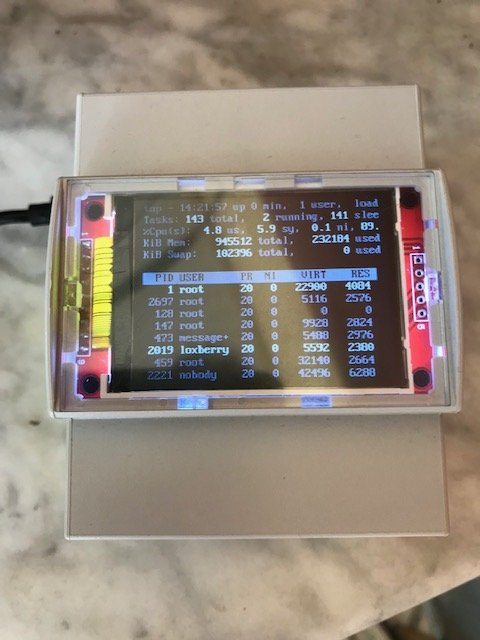 top - 14:21:57 up 0 min, 1 user, load
Tasks: 143 total, 2 running, 141 slee
%Cpu(s): 4.8 us, 5.9 sy, 0.1 ni, 89.
KiB Mem: 945512 total, 232184 used
KiB Swap: 102396 total, 0 used
PID USER PR NI VIRT RES
1 root 20 0 22900 4084
2697 root 20 0 5116 2576
128 root 20 0 0 0
147 root 20 0 9928 2824
473 message+ 20 0 5488 2976
2019 loxberry 20 0 5592 2380
459 root 20 0 32140 2664
2221 nobody 20 0 42496 6288